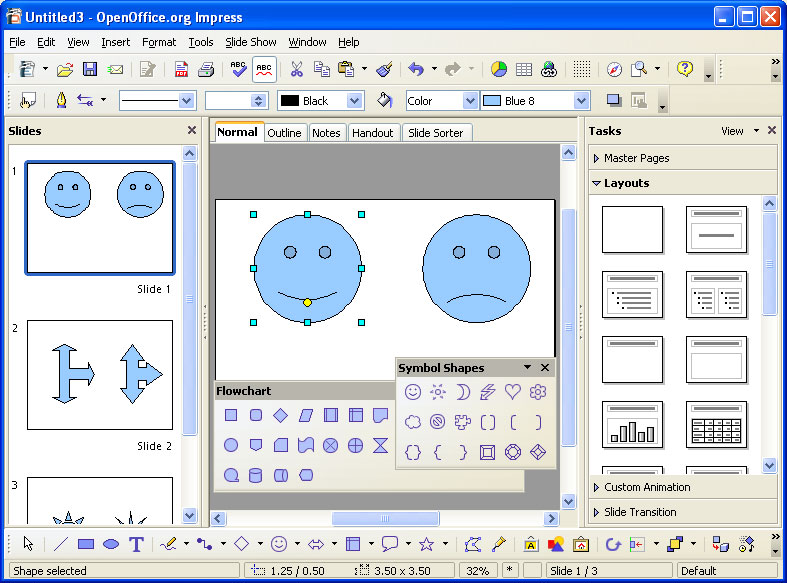 Untitled3 - OpenOffice.org Impress
File Edit View Insert Format Tools Slide Show Window Help
ABC ABC
Black Color Blue 8
Slides
Normal Outline Notes Handout Slide Sorter
Tasks View
1
Slide 1
2
Slide 2
3
Master Pages
Layouts
Symbol Shapes
Flowchart
Custom Animation
Slide Transition
T A
Shape selected 1.25 / 0.50 3.50 x 3.50 32% * Slide 1 / 3 Default